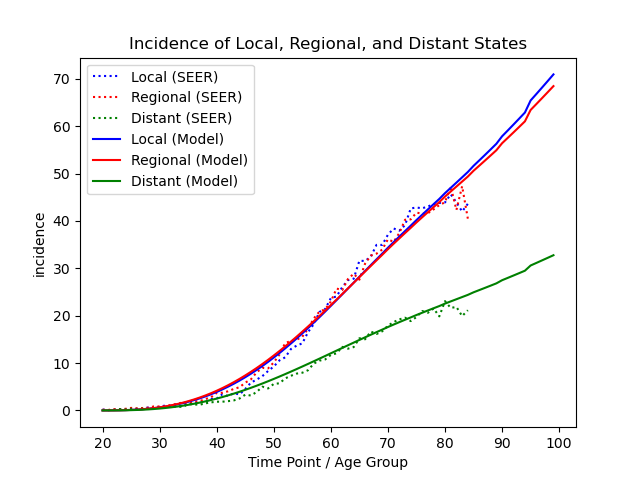 Incidence of Local, Regional, and Distant States
Local (SEER)
Regional (SEER)
Distant (SEER)
Local (Model)
Regional (Model)
Distant (Model)
70
60
50
40
30
20
10
0
incidence
20 30 40 50 60 70 80 90 100
Time Point / Age Group